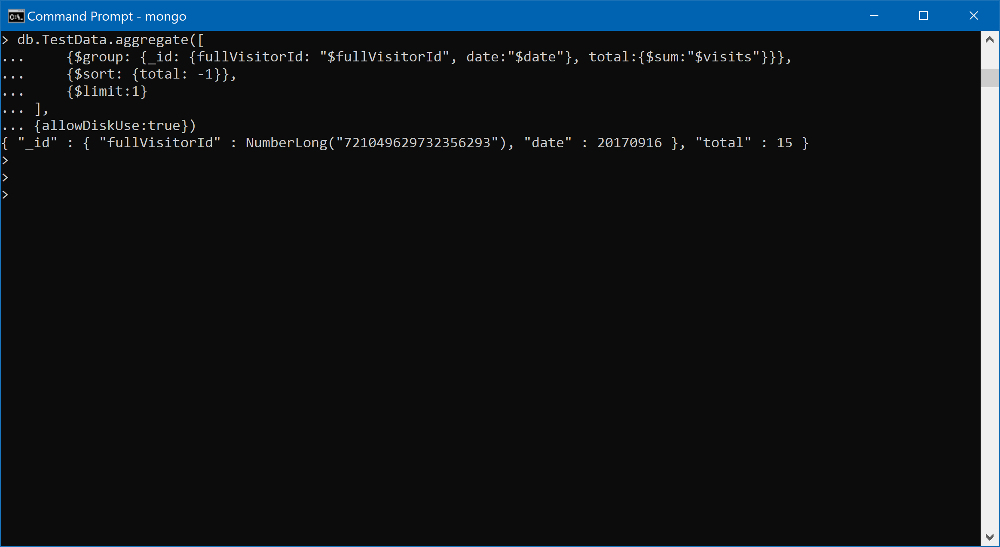 Command Prompt - mongo
> db.TestData.aggregate([
...     {$group: {_id: {fullVisitorId: "$fullVisitorId", date:"$date"}, total:{$sum:"$visits"}}},
...     {$sort: {total: -1}},
...     {$limit:1}
... ],
... {allowDiskUse:true})
{ "_id" : { "fullVisitorId" : NumberLong("721049629732356293"), "date" : 20170916 }, "total" : 15 }
>
>
>